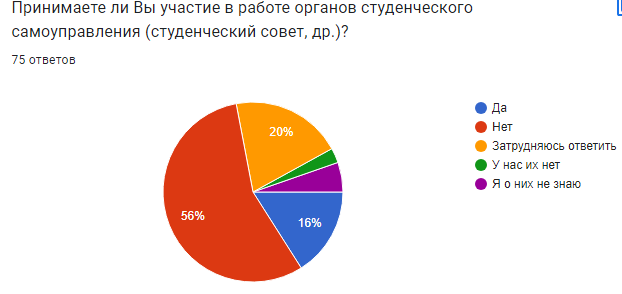 Принимаете ли Вы участие в работе органов студенческого
самоуправления (студенческий совет, др.)?
75 ответов
20%
56%
16%
Да
Нет
Затрудняюсь ответить
У нас их нет
Я о них не знаю